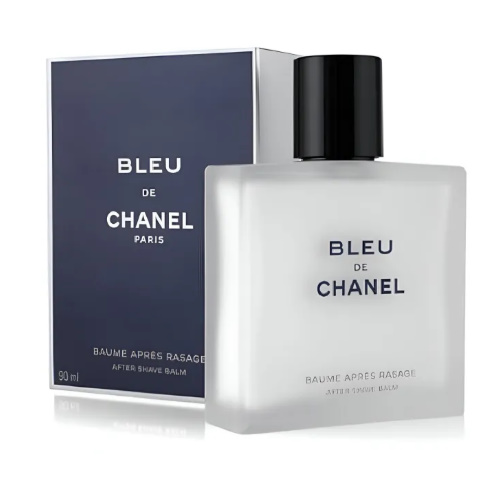 BLEU
DE
CHANEL
PARIS
BAUME APRÈS RASAGE
AFTER SHAVE BALM
90 ml
BLEU
DE
CHANEL
BAUME APRÈS RASAGE
AFTER SHAVE BALM